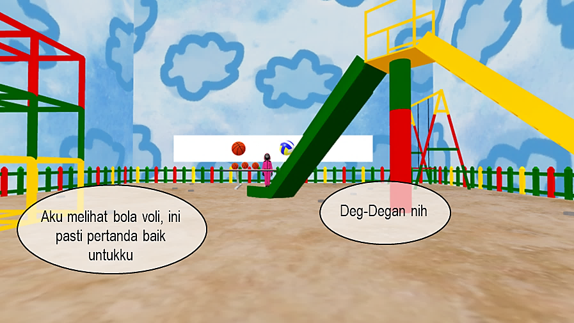 Aku melihat bola voli, ini
pasti pertanda baik
untukku
Deg-Degan nih